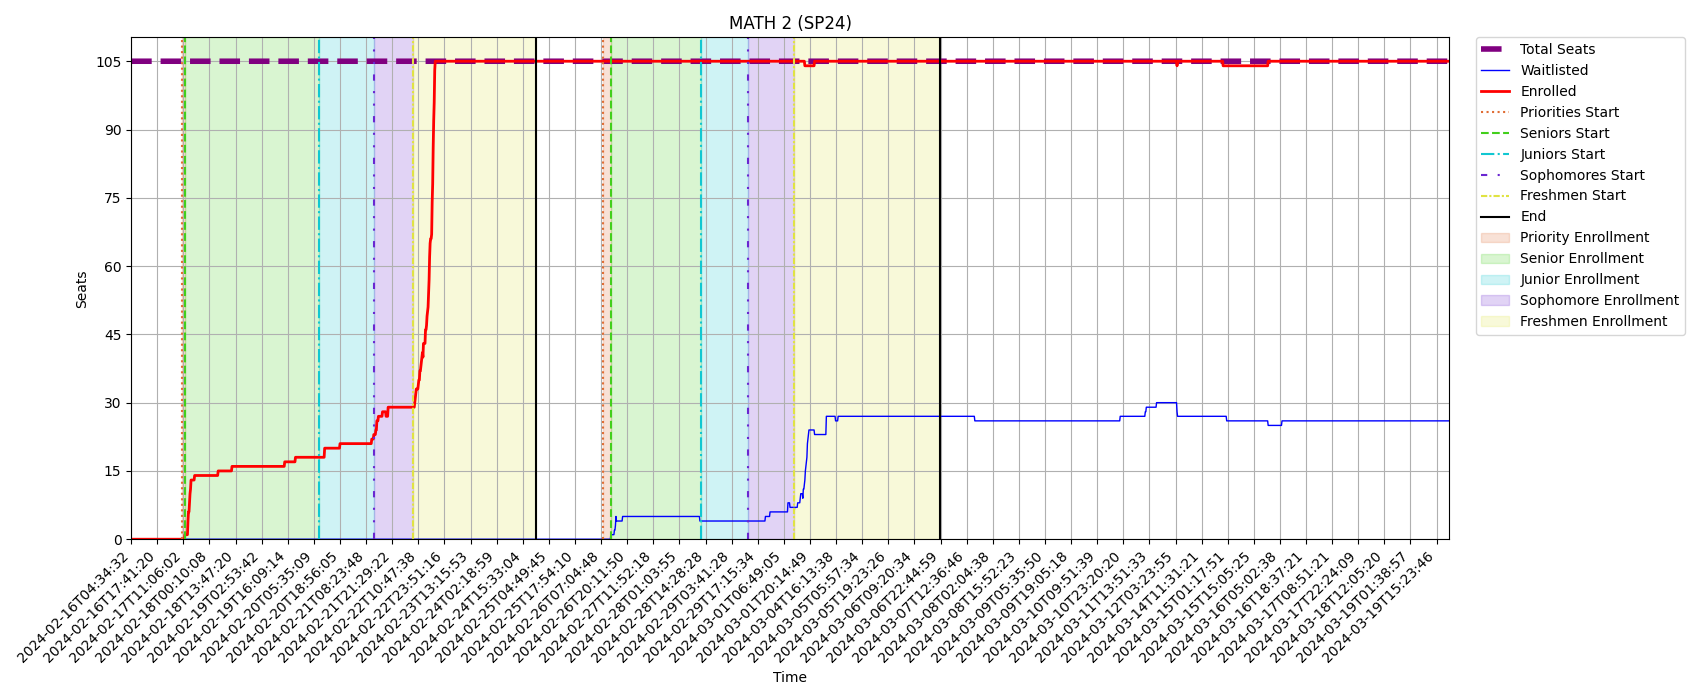 MATH 2 (SP24)
Seats
105
90
75
60
45
30
15
0
2024-02-16T04:34:32
2024-02-16T17:41:20
2024-02-17T11:06:02
2024-02-18T00:10:08
2024-02-18T13:47:20
2024-02-19T02:53:42
2024-02-19T16:09:14
2024-02-20T05:35:09
2024-02-20T18:56:05
2024-02-21T08:23:48
2024-02-21T21:29:22
2024-02-22T10:47:38
2024-02-22T23:51:16
2024-02-23T13:15:53
2024-02-24T02:18:59
2024-02-24T15:33:04
2024-02-25T04:49:45
2024-02-25T17:54:10
2024-02-26T07:04:48
2024-02-26T20:11:50
2024-02-27T11:52:18
2024-02-28T01:03:55
2024-02-28T14:28:28
2024-02-29T03:41:28
2024-02-29T17:15:34
2024-03-01T06:49:05
2024-03-01T20:14:49
2024-03-04T16:13:38
2024-03-05T05:57:34
2024-03-05T19:23:26
2024-03-06T09:20:34
2024-03-06T22:44:59
2024-03-07T12:36:46
2024-03-08T02:04:38
2024-03-08T15:52:23
2024-03-09T05:35:50
2024-03-09T19:05:18
2024-03-10T09:51:39
2024-03-10T23:20:20
2024-03-11T13:51:33
2024-03-12T03:23:55
2024-03-14T11:31:23
2024-03-15T01:17:51
2024-03-15T15:05:25
2024-03-16T05:02:38
2024-03-16T18:37:21
2024-03-17T08:51:21
2024-03-17T22:24:09
2024-03-18T12:05:20
2024-03-19T01:38:57
2024-03-19T15:23:46
Time
Total Seats
Waitlisted
Enrolled
Priorities Start
Seniors Start
Juniors Start
Sophomores Start
Freshmen Start
End
Priority Enrollment
Senior Enrollment
Junior Enrollment
Sophomore Enrollment
Freshmen Enrollment